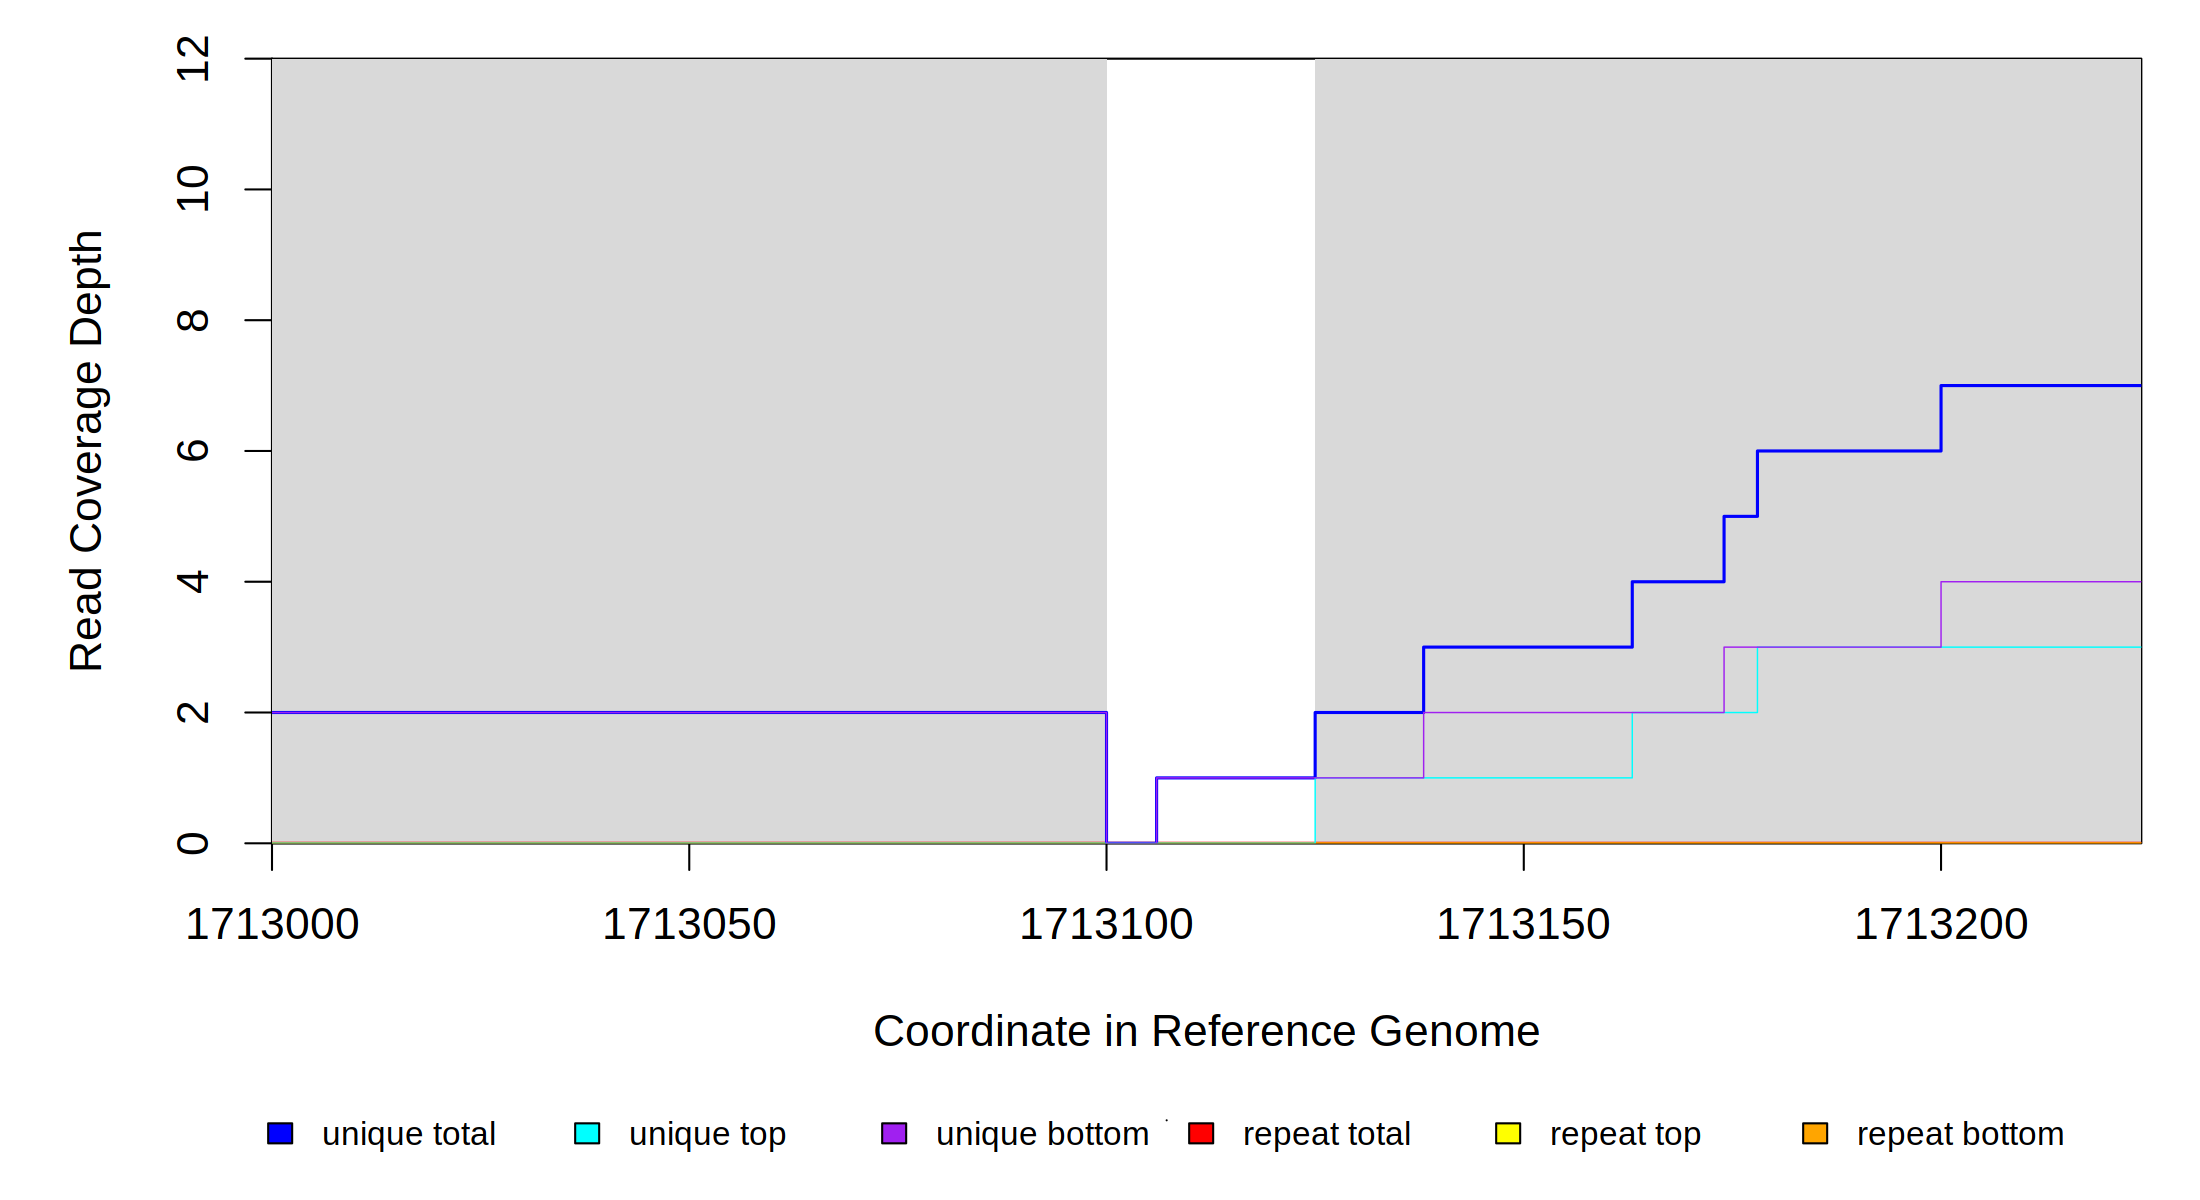 12
10
8
6
4
2
0
Read Coverage Depth
1713000 1713050 1713100 1713150 1713200
Coordinate in Reference Genome
unique total unique top unique bottom repeat total repeat top repeat bottom